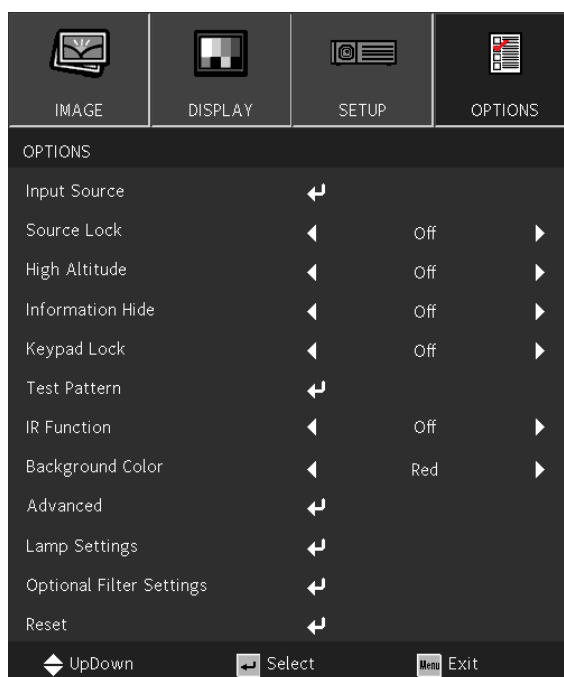 IMAGE DISPLAY SETUP OPTIONS
OPTIONS
Input Source
Source Lock Off
High Altitude Off
Information Hide Off
Keypad Lock Off
Test Pattern
IR Function Off
Background Color Red
Advanced
Lamp Settings
Optional Filter Settings
Reset
UpDown Select Menu Exit